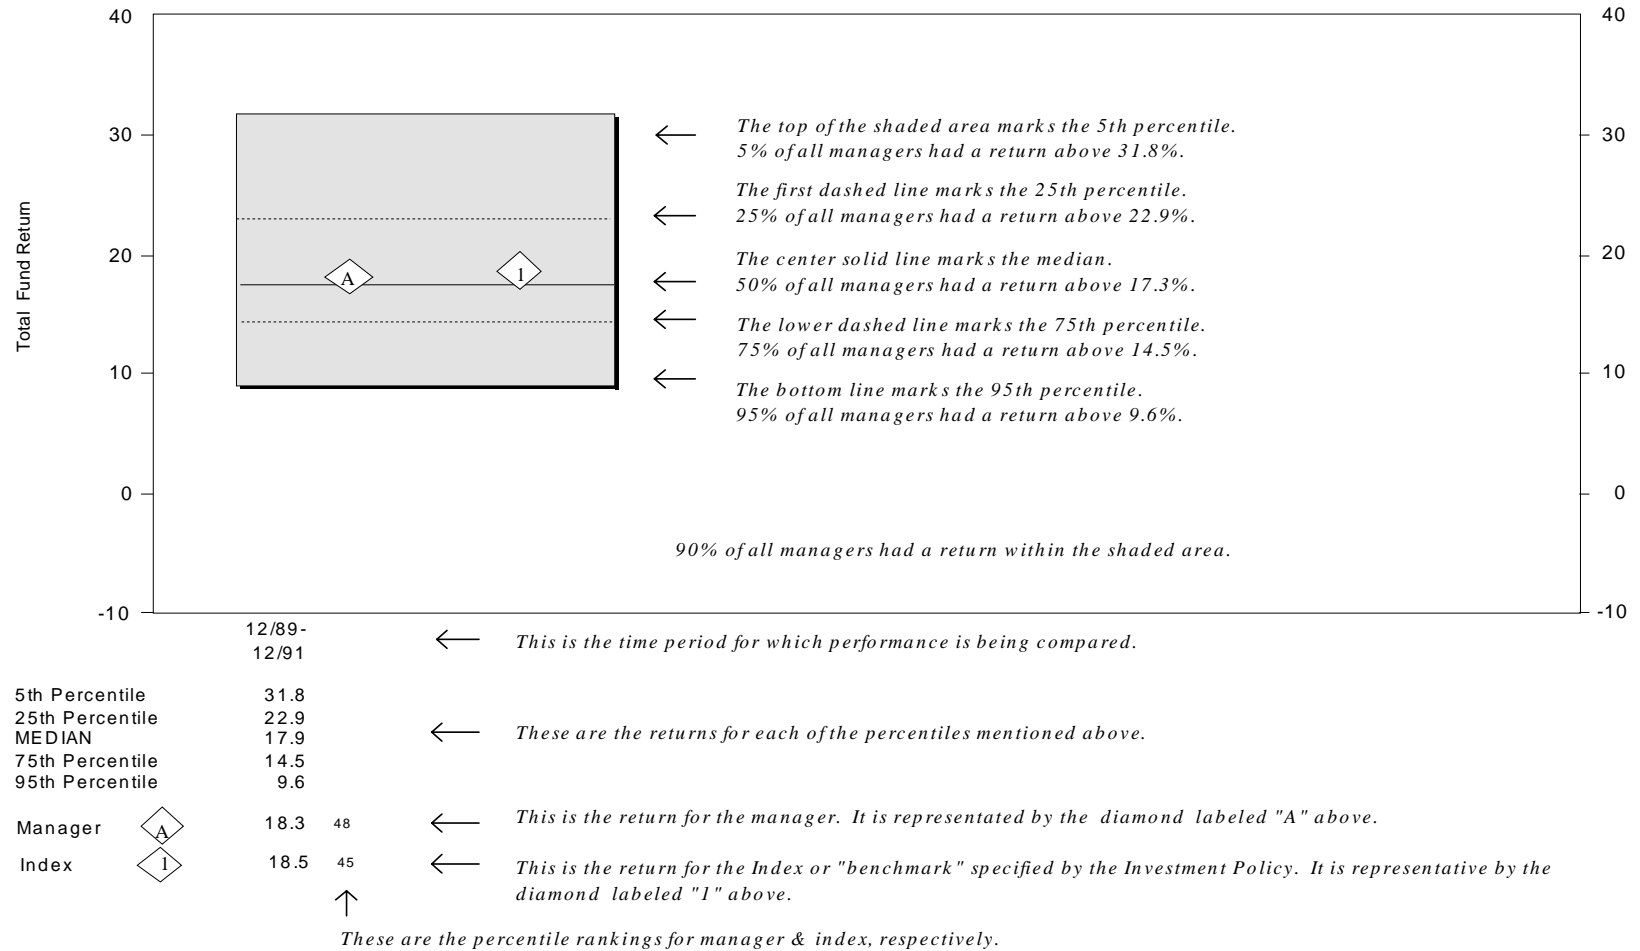 40
40
30
30
20
20
10
10
0
0
-10
-10
Total Fund Return
A
1
The top of the shaded area marks the 5th percentile.
5% of all managers had a return above 31.8%.
The first dashed line marks the 25th percentile.
25% of all managers had a return above 22.9%.
The center solid line marks the median.
50% of all managers had a return above 17.3%.
The lower dashed line marks the 75th percentile.
75% of all managers had a return above 14.5%.
The bottom line marks the 95th percentile.
95% of all managers had a return above 9.6%.
90% of all managers had a return within the shaded area.
12/89-
12/91
This is the time period for which performance is being compared.
5th Percentile 31.8
25th Percentile 22.9
MEDIAN 17.9
75th Percentile 14.5
95th Percentile 9.6
These are the returns for each of the percentiles mentioned above.
Manager A 18.3 48
This is the return for the manager. It is representated by the diamond labeled "A" above.
Index 1 18.5 45
This is the return for the Index or "benchmark" specified by the Investment Policy. It is representative by the
diamond labeled "1" above.
These are the percentile rankings for manager & index, respectively.